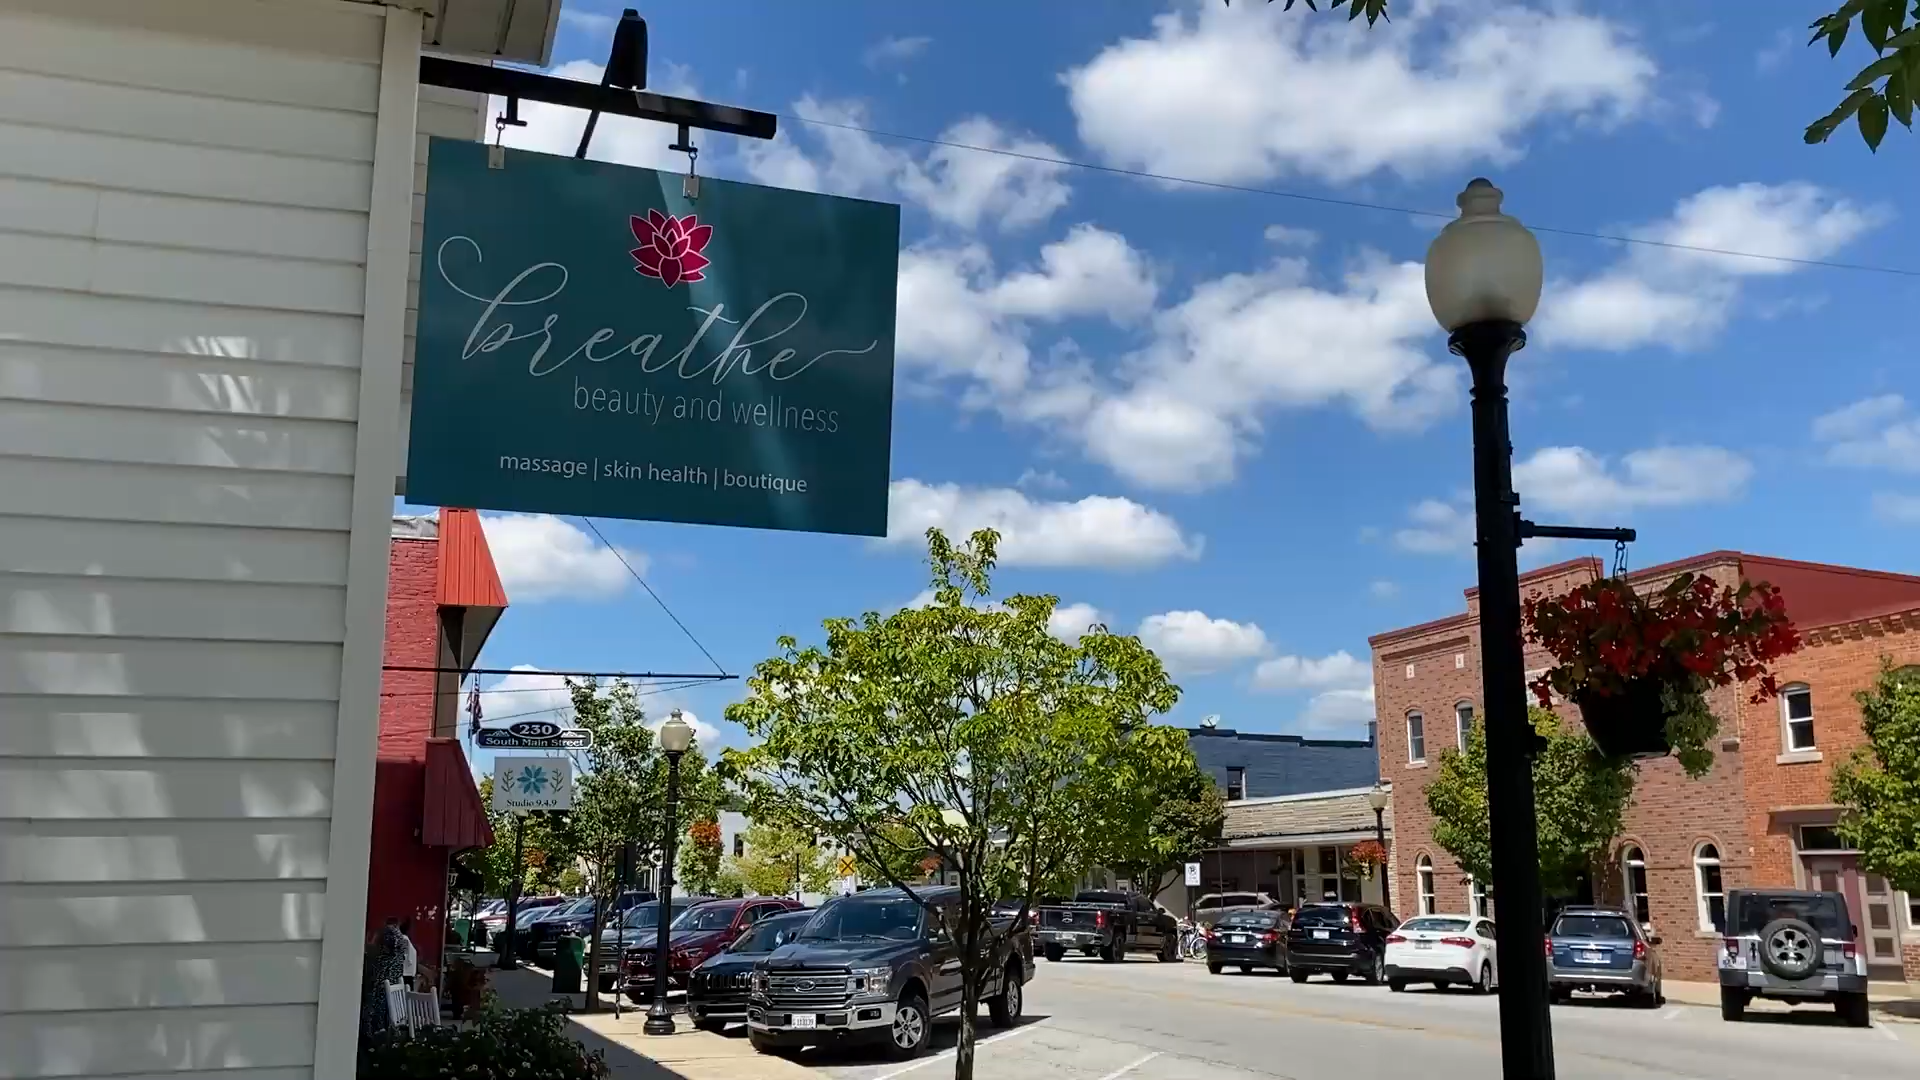 breathe
beauty and wellness
massage | skin health | boutique
230
South Main Street
Studio 9.4.9